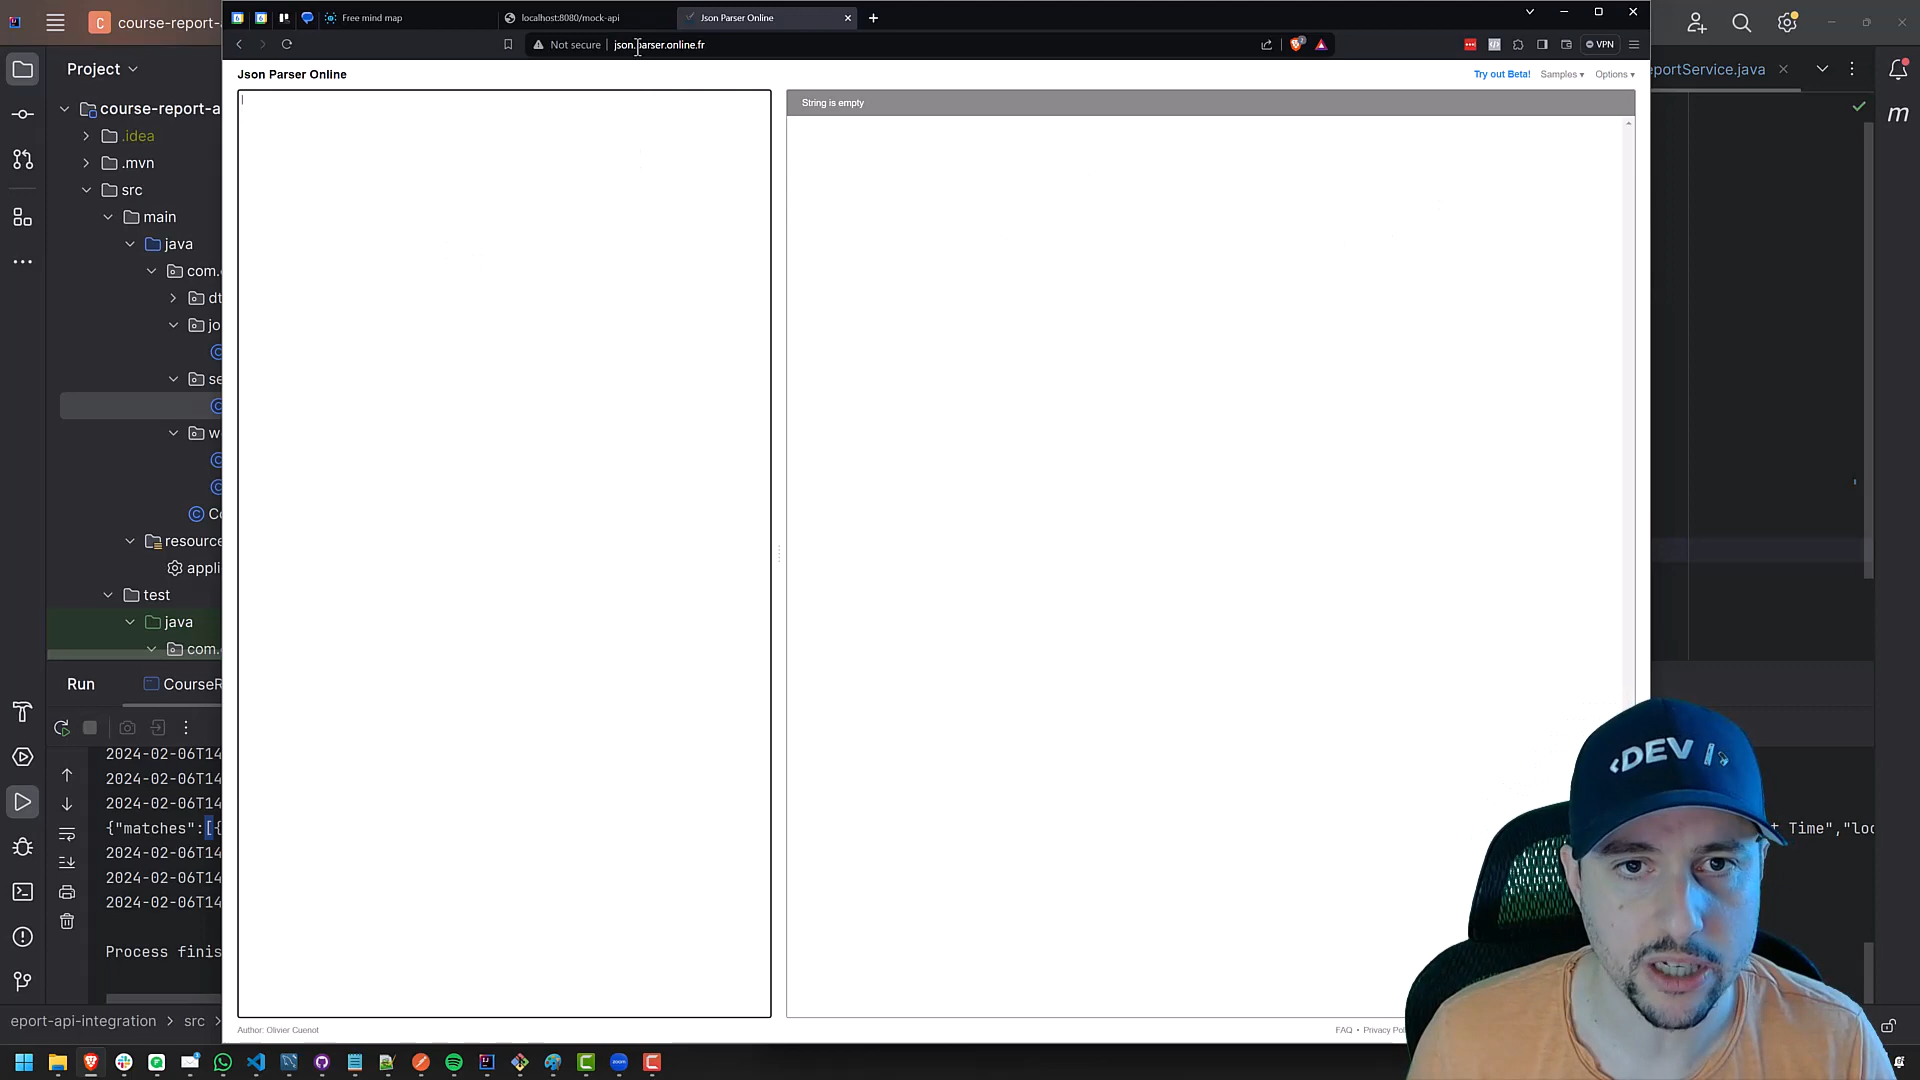 course-report-a
Free mind map
localhost:8080/mock-api
Json Parser Online
Not secure
json.parser.online.fr
VPN
Project
Json Parser Online
Try out Beta!
Samples
Options
eportService.java
course-report-a
String is empty
.idea
.mvn
src
main
java
com.
dt
jo
se
w
Co
resource
appli
test
java
com.
Run
CourseR
2024-02-06T14
2024-02-06T14
2024-02-06T14
{"matches":[{
Time","loc
2024-02-06T14
2024-02-06T14
2024-02-06T14
Process finis
<DEV
eport-api-integration
src
Author: Olivier Cuenot
FAQ • Privacy Pol